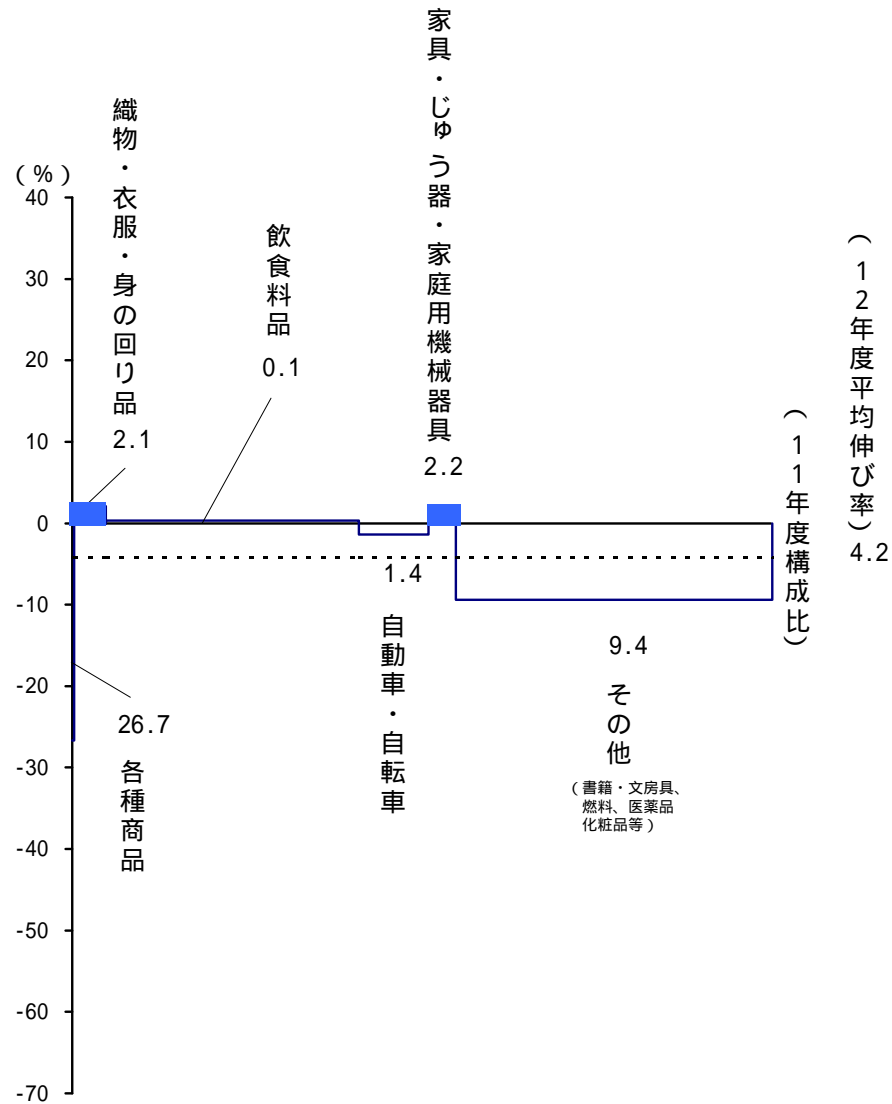 (%)
40
30
20
10
0
-10
-20
-30
-40
-50
-60
-70
織物・衣服・身の回り品
2.1
飲食料品
0.1
家具・じゅう器・家庭用機械器具
2.2
(11年度構成比)
(12年度平均伸び率)
4.2
1.4
自動車・自転車
9.4
その他
(書籍・文房具、
燃料、医薬品
化粧品等)
26.7
各種商品